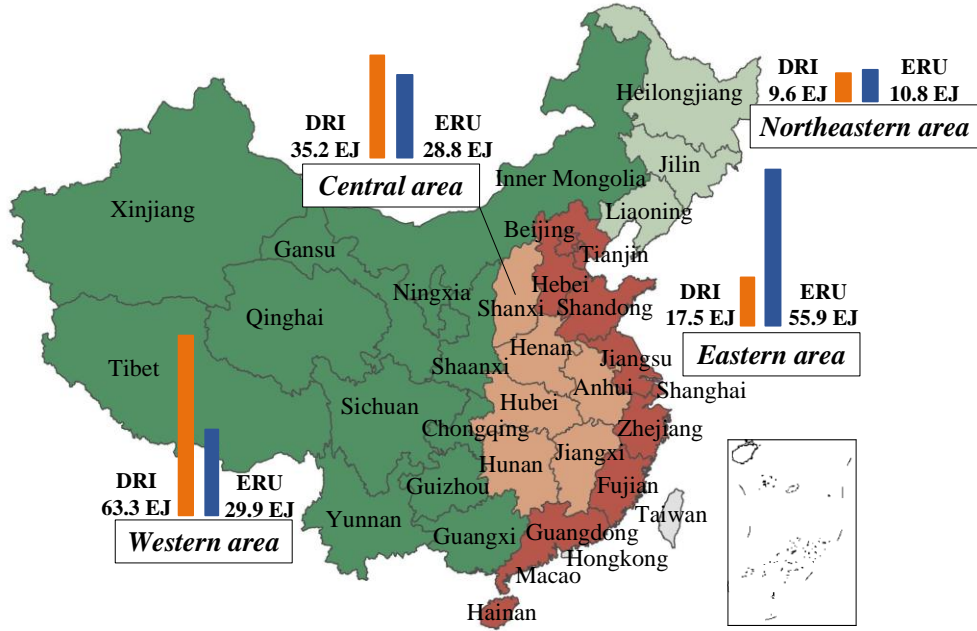 DRI
35.2 EJ
ERU
28.8 EJ
Central area
DRI
9.6 EJ
ERU
10.8 EJ
Northeastern area
Heilongjiang
Jilin
Liaoning
Inner Mongolia
Xinjiang
Gansu
Beijing
Tianjin
Ningxia
Hebei
Shanxi
Shandong
Qinghai
DRI
17.5 EJ
ERU
55.9 EJ
Eastern area
Henan
Jiangsu
Tibet
Shaanxi
Anhui
Shanghai
Sichuan
Hubei
Chongqing
Zhejiang
Hunan
Jiangxi
Guizhou
Fujian
DRI
63.3 EJ
ERU
29.9 EJ
Western area
Yunnan
Guangxi
Guangdong
Taiwan
Hongkong
Macao
Hainan